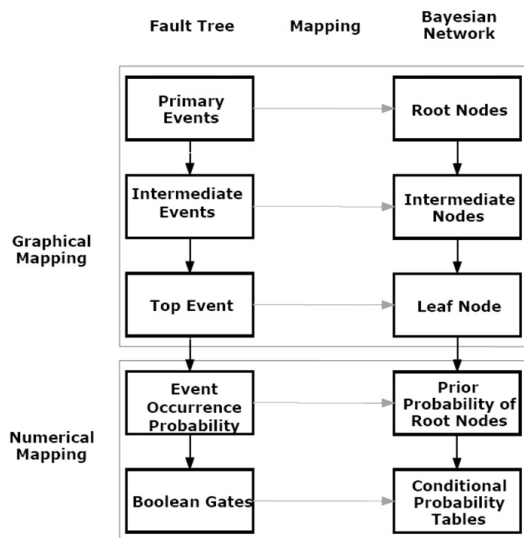 Fault Tree
Mapping
Bayesian
Network
Graphical
Mapping
Primary
Events
Root Nodes
Intermediate
Events
Intermediate
Nodes
Top Event
Leaf Node
Numerical
Mapping
Event
Occurrence
Probability
Prior
Probability of
Root Nodes
Boolean Gates
Conditional
Probability
Tables